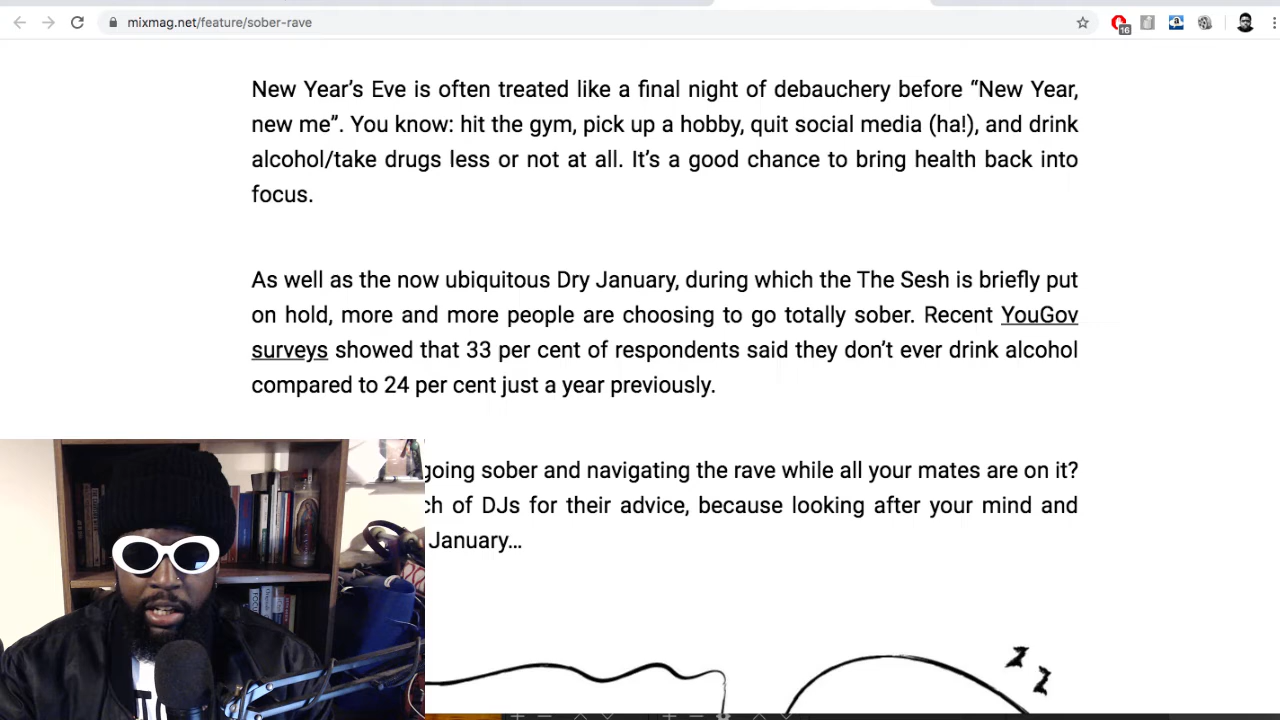 mixmag.net/feature/sober-rave
16
New Year’s Eve is often treated like a final night of debauchery before “New Year,
new me”. You know: hit the gym, pick up a hobby, quit social media (ha!), and drink
alcohol/take drugs less or not at all. It’s a good chance to bring health back into
focus.
As well as the now ubiquitous Dry January, during which the The Sesh is briefly put
on hold, more and more people are choosing to go totally sober. Recent YouGov
surveys showed that 33 per cent of respondents said they don’t ever drink alcohol
compared to 24 per cent just a year previously.
going sober and navigating the rave while all your mates are on it?
of DJs for their advice, because looking after your mind and
January…
z
z